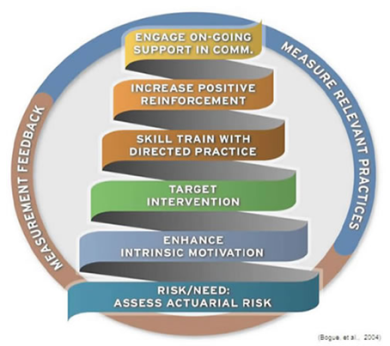 ENGAGE ON-GOING
SUPPORT IN COMM.
INCREASE POSITIVE
REINFORCEMENT
SKILL TRAIN WITH
DIRECTED PRACTICE
TARGET
INTERVENTION
ENHANCE
INTRINSIC MOTIVATION
RISK/NEED:
ASSESS ACTUARIAL RISK
MEASUREMENT FEEDBACK
MEASURE RELEVANT PRACTICES
(Bogue, et al., 2004)